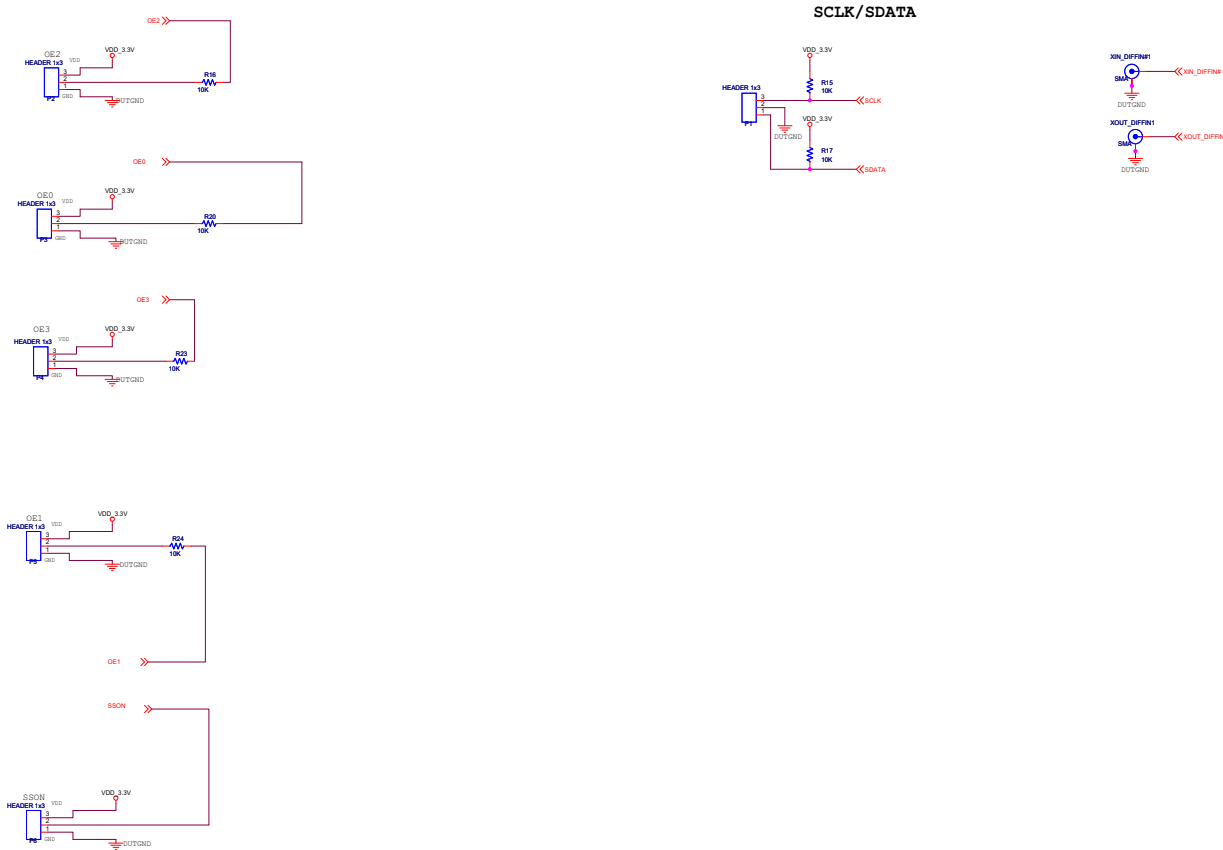 SCLK/SDATA
OE2
OE2
HEADER 1x3
VDD
VDD_3.3V
3
2
1
P2
GND
DUTGND
R16
10K
OE0
OE0
HEADER 1x3
VDD
VDD_3.3V
3
2
1
P3
GND
DUTGND
R20
10K
OE3
OE3
HEADER 1x3
VDD
VDD_3.3V
3
2
1
P4
GND
DUTGND
R23
10K
OE1
HEADER 1x3
VDD
VDD_3.3V
3
2
1
P5
GND
DUTGND
R24
10K
OE1
SSON
SSON
HEADER 1x3
VDD
VDD_3.3V
3
2
1
P6
GND
DUTGND
VDD_3.3V
R15
10K
HEADER 1x3
3
2
1
P1
SCLK
DUTGND
VDD_3.3V
R17
10K
SDATA
XIN_DIFFIN#1
SMA
XIN_DIFFIN#
DUTGND
XOUT_DIFFIN1
SMA
XOUT_DIFFIN
DUTGND